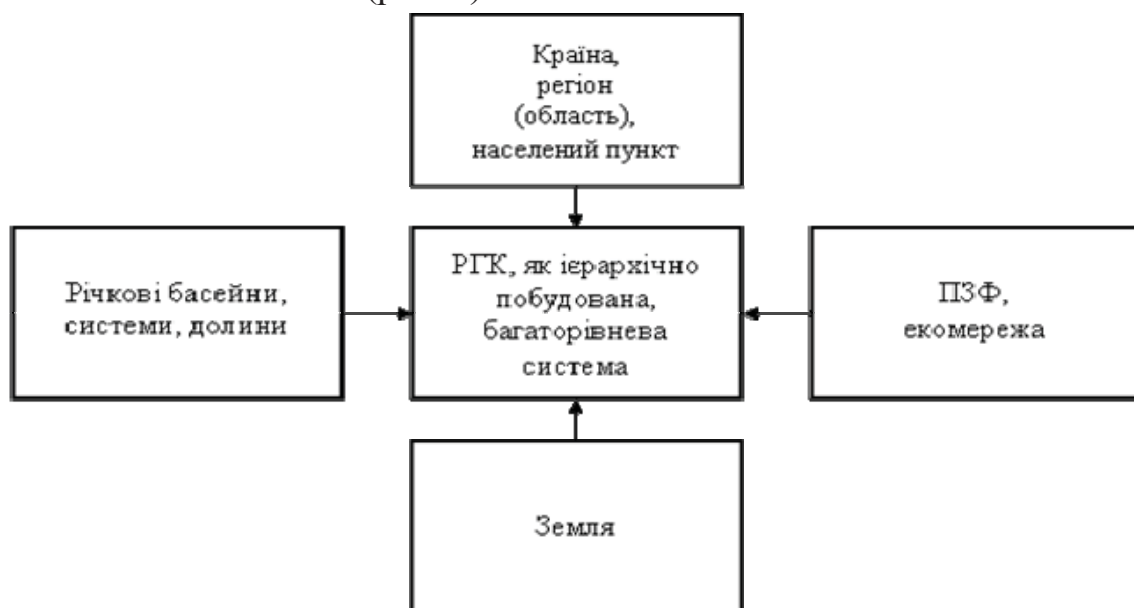 Країна,
регіон
(область),
населений пункт
Річкові басейни,
системи, долини
РГК, як ієрархічно
побудована,
багаторівнева
система
ПЗФ,
екомережа
Земля